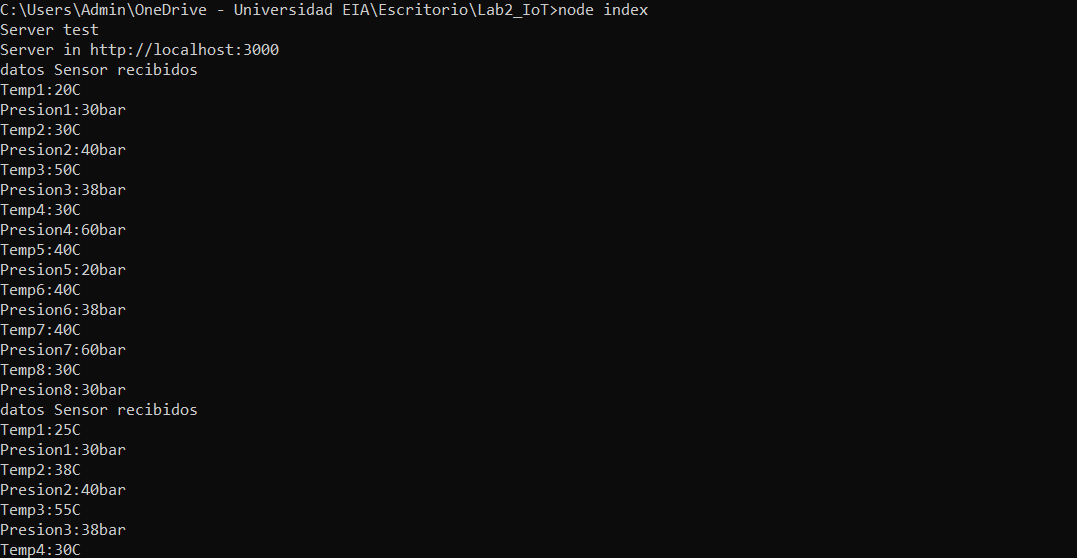 C:\Users\Admin\OneDrive - Universidad EIA\Escritorio\Lab2_IoT>node index
Server test
Server in http://localhost:3000
datos Sensor recibidos
Temp1:20C
Presion1:30bar
Temp2:30C
Presion2:40bar
Temp3:50C
Presion3:38bar
Temp4:30C
Presion4:60bar
Temp5:40C
Presion5:20bar
Temp6:40C
Presion6:38bar
Temp7:40C
Presion7:60bar
Temp8:30C
Presion8:30bar
datos Sensor recibidos
Temp1:25C
Presion1:30bar
Temp2:38C
Presion2:40bar
Temp3:55C
Presion3:38bar
Temp4:30C